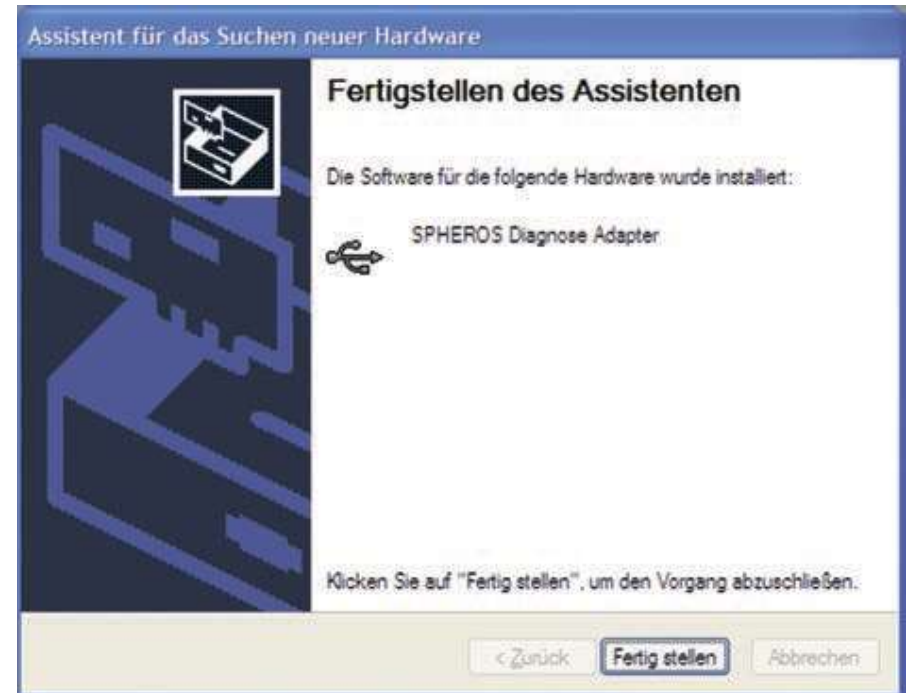 Assistent für das Suchen neuer Hardware
Fertigstellen des Assistenten
Die Software für die folgende Hardware wurde installiert:
SPHEROS Diagnose Adapter
Klicken Sie auf "Fertig stellen", um den Vorgang abzuschließen.
< Zurück Fertig stellen Abbrechen